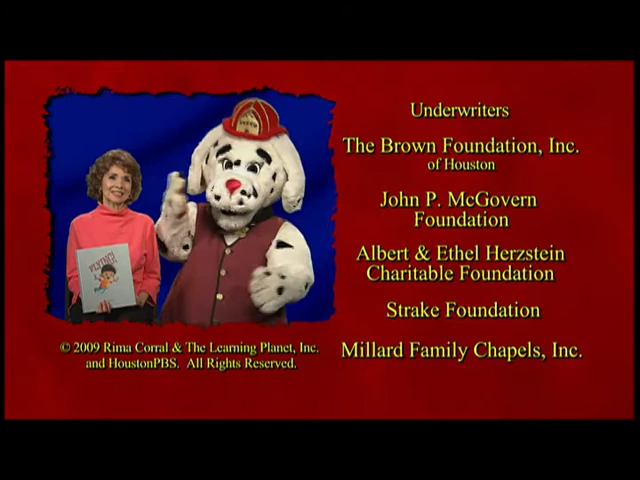 Underwriters
The Brown Foundation, Inc.
of Houston
John P. McGovern
Foundation
Albert & Ethel Herzstein
Charitable Foundation
Strake Foundation
Millard Family Chapels, Inc.
© 2009 Rima Corral & The Learning Planet, Inc.
and HoustonPBS. All Rights Reserved.
FLYING